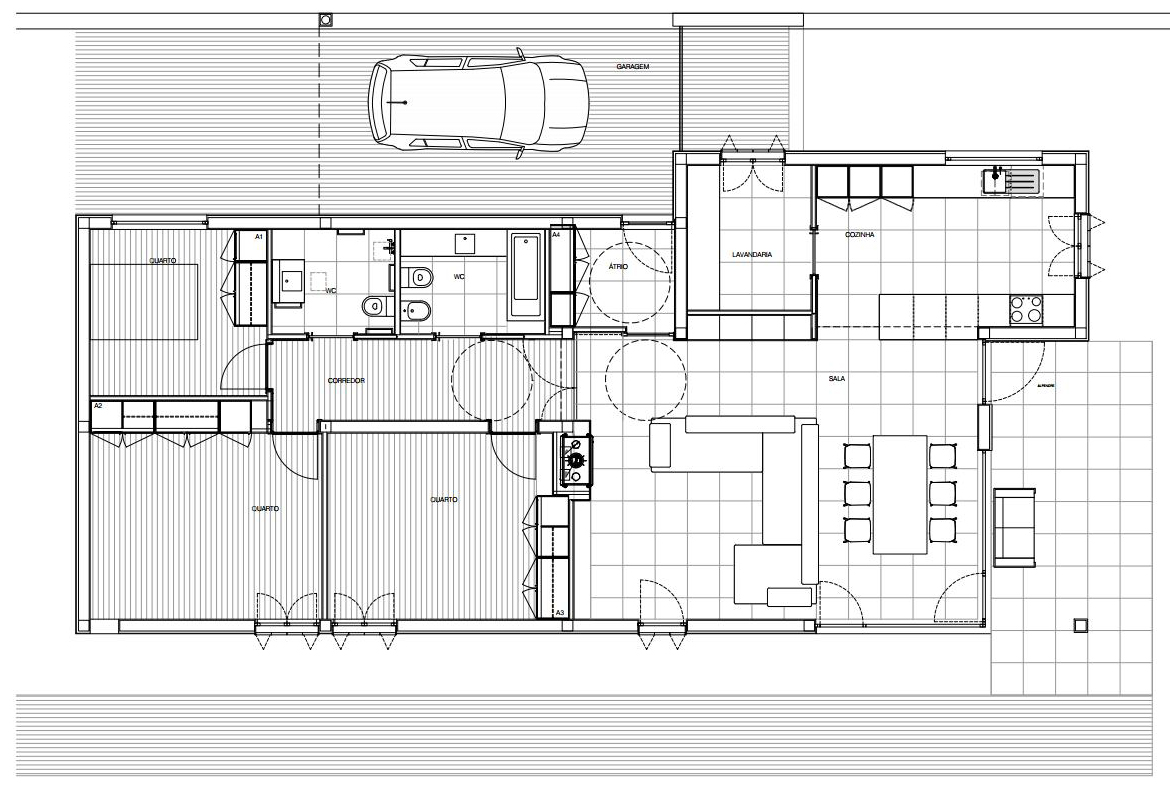 GARAGEM
A1
A4
COZINHA
LAVANDARIA
QUARTO
ÁTRIO
WC
WC
CORREDOR
SALA
ALPENDRE
A2
QUARTO
QUARTO
A3